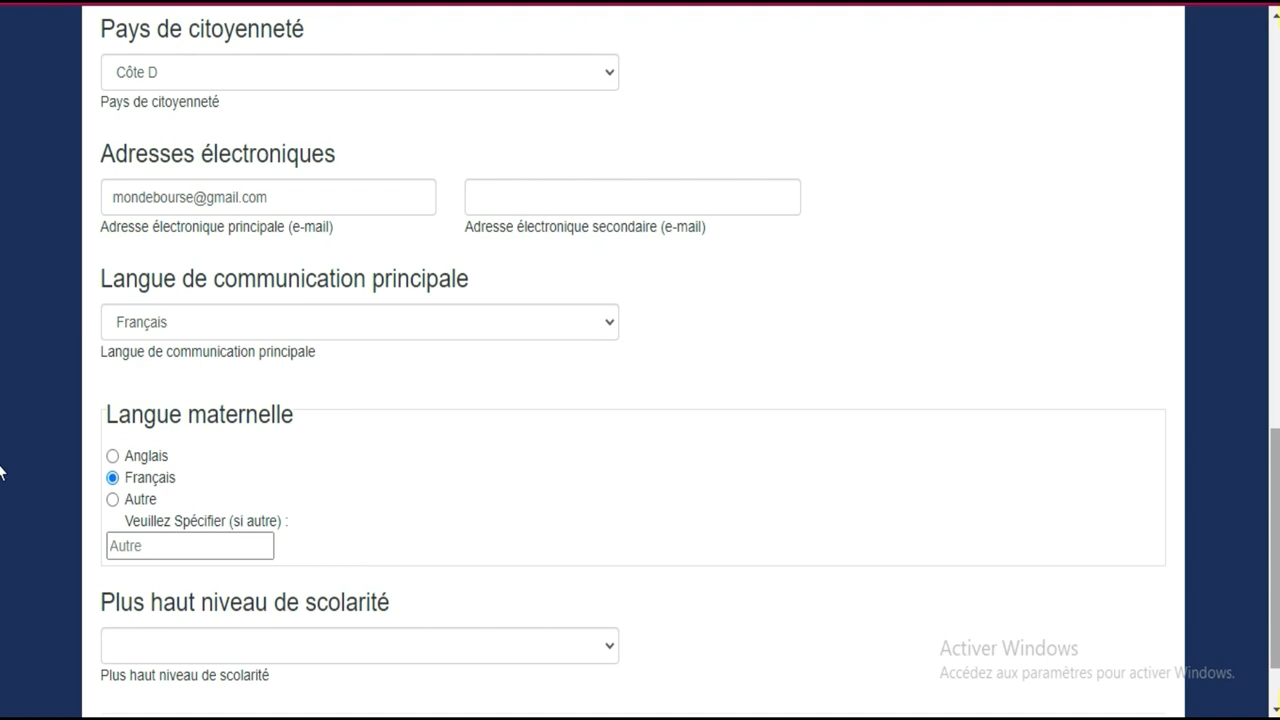 Pays de citoyenneté
Côte D
Pays de citoyenneté
Adresses électroniques
mondebourse@gmail.com
Adresse électronique principale (e-mail)
Adresse électronique secondaire (e-mail)
Langue de communication principale
Français
Langue de communication principale
Langue maternelle
Anglais
Français
Autre
Veuillez Spécifier (si autre) :
Autre
Plus haut niveau de scolarité
Plus haut niveau de scolarité
Activer Windows
Accédez aux paramètres pour activer Windows.